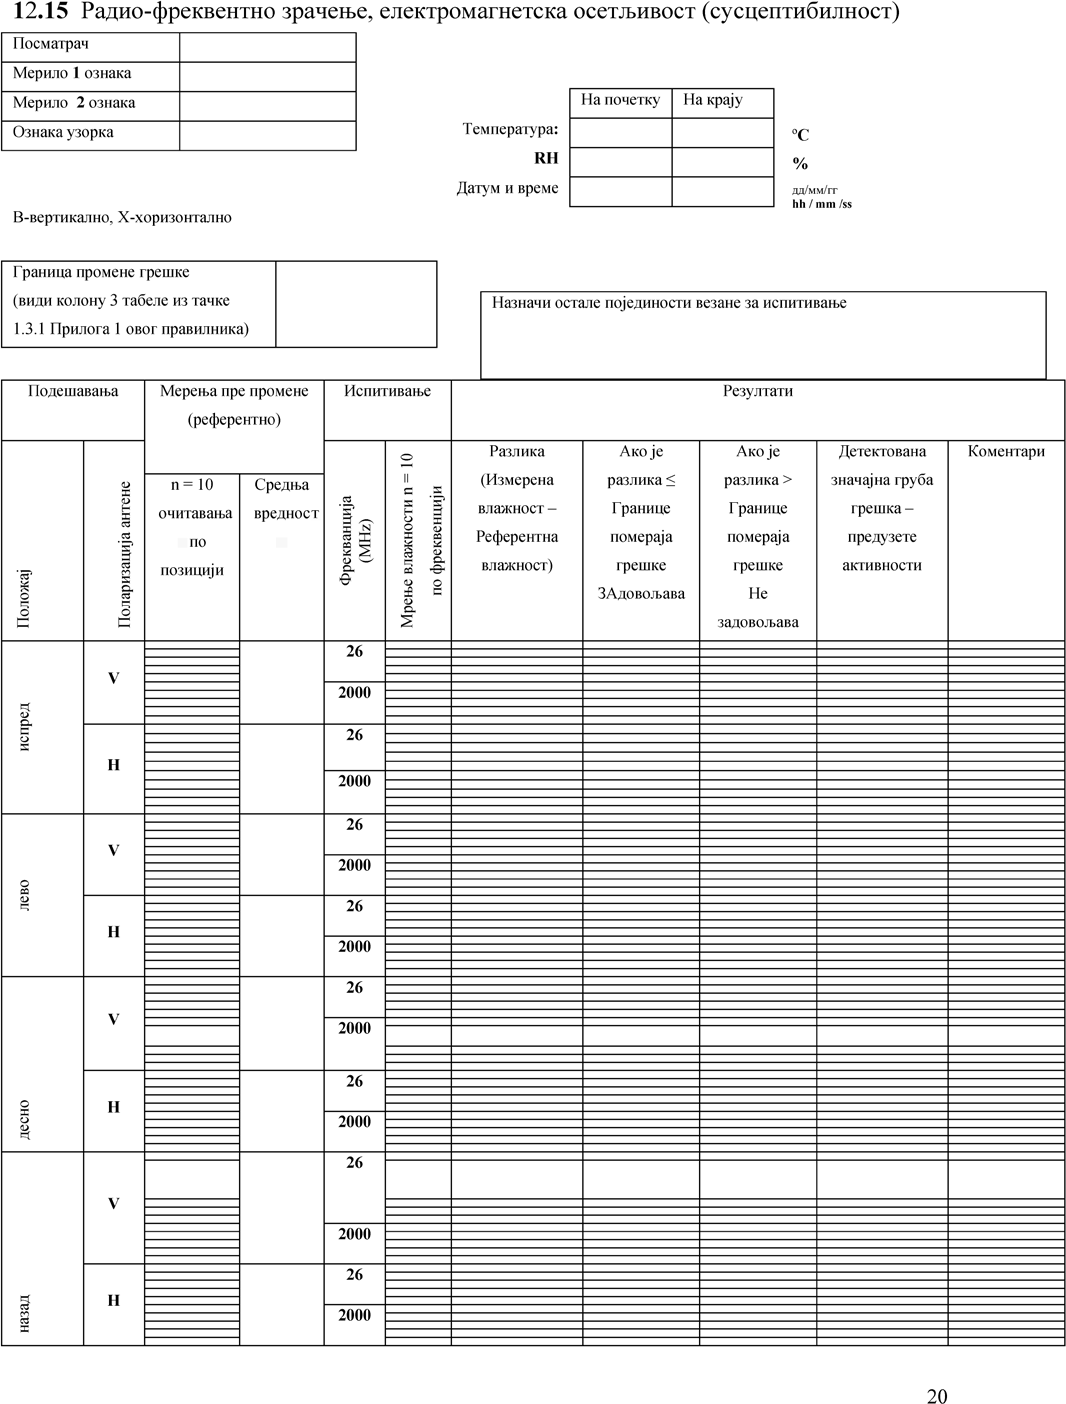 12.15 Радио-фреквентно зрачење, електромагнетска осетљивост (сусцептибилност)
Посматрач
Мерило 1 ознака
Мерило 2 ознака
Ознака узорка
На почетку На крају
Температура: ºC
RH %
Датум и време дд/мм/гг
hh / mm /ss
В-вертикално, Х-хоризонтално
Граница промене грешке
(види колону 3 табеле из тачке
1.3.1 Прилога 1 овог правилника)
Назначи остале појединости везане за испитивање
Подешавања
Мерења пре промене
(референтно)
Испитивање
Резултати
Положај
Поларизација антене
n = 10
очитавања
по
позицији
Средња
вредност
Фрекванција
(MHz)
Мрење влажности n = 10
по фреквенцији
Разлика
(Измерена
влажност –
Референтна
влажност)
Ако је
разлика ≤
Границе
помераја
грешке
ЗАдовољава
Ако је
разлика >
Границе
помераја
грешке
Не
задовољава
Детектована
значајна груба
грешка –
предузете
активности
Коментари
испред
V
26
2000
H
26
2000
лево
V
26
2000
H
26
2000
десно
V
26
2000
H
26
2000
назад
V
26
2000
H
26
2000
20